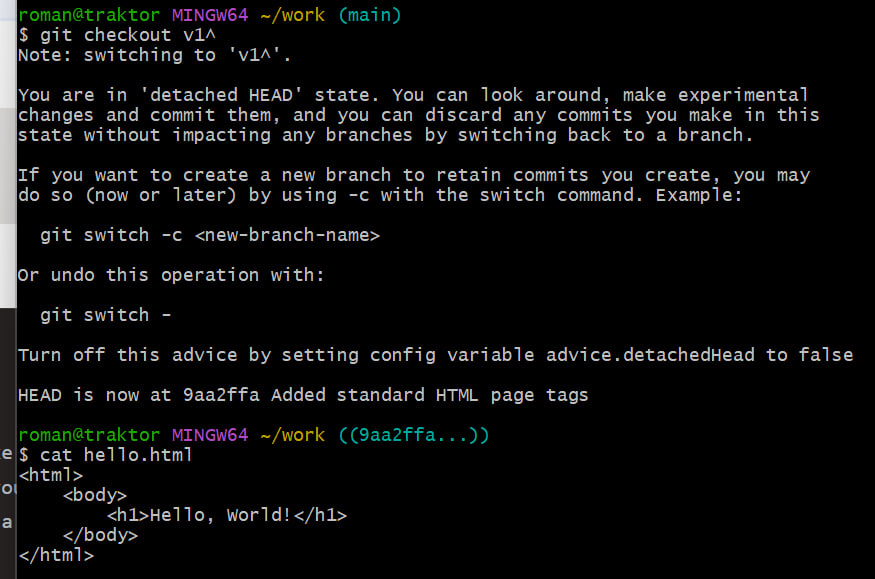 roman@traktor MINGW64 ~/work (main)
$ git checkout v1^
Note: switching to 'v1^'.

You are in 'detached HEAD' state. You can look around, make experimental
changes and commit them, and you can discard any commits you make in this
state without impacting any branches by switching back to a branch.

If you want to create a new branch to retain commits you create, you may
do so (now or later) by using -c with the switch command. Example:

  git switch -c <new-branch-name>

Or undo this operation with:

  git switch -

Turn off this advice by setting config variable advice.detachedHead to false

HEAD is now at 9aa2ffa Added standard HTML page tags

roman@traktor MINGW64 ~/work ((9aa2ffa...))
$ cat hello.html
<html>
    <body>
        <h1>Hello, World!</h1>
    </body>
</html>